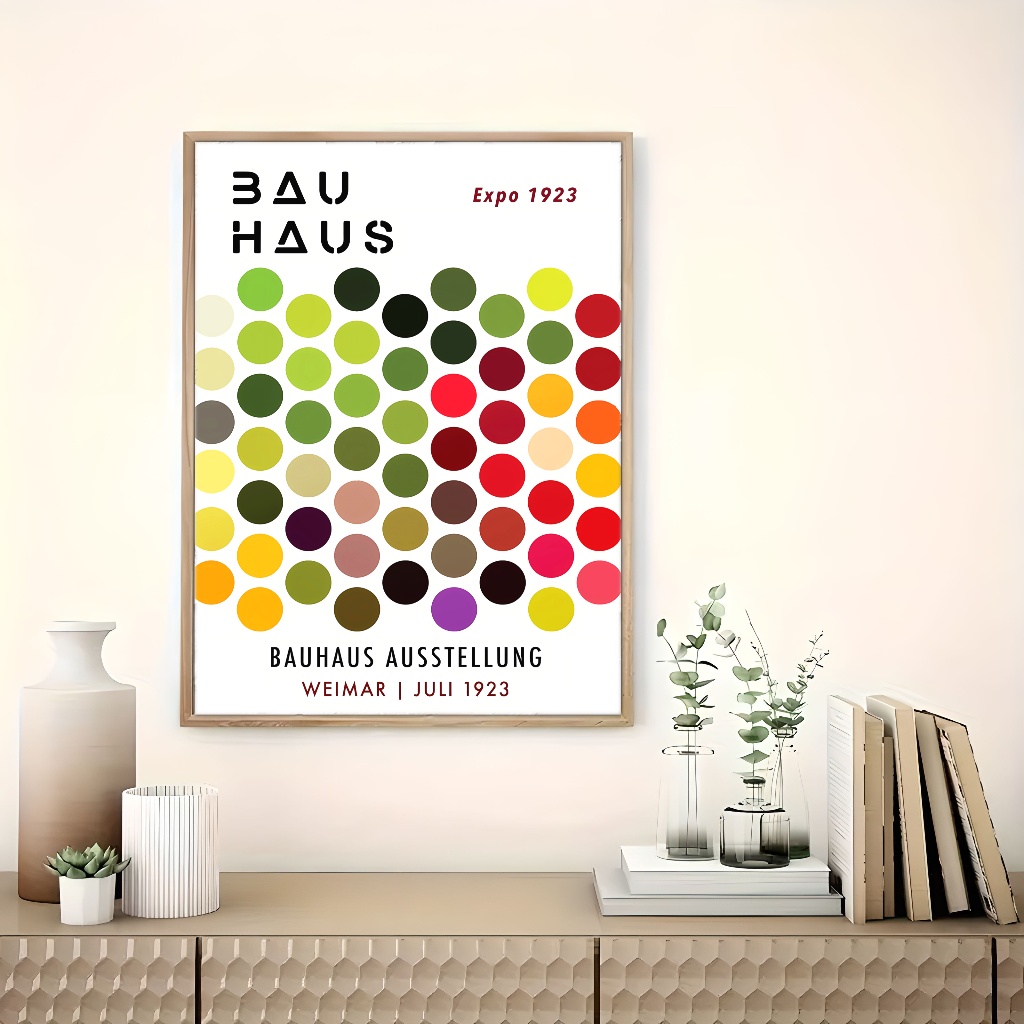 BAU
HAUS
Expo 1923
BAUHAUS AUSSTELLUNG
WEIMAR | JULI 1923